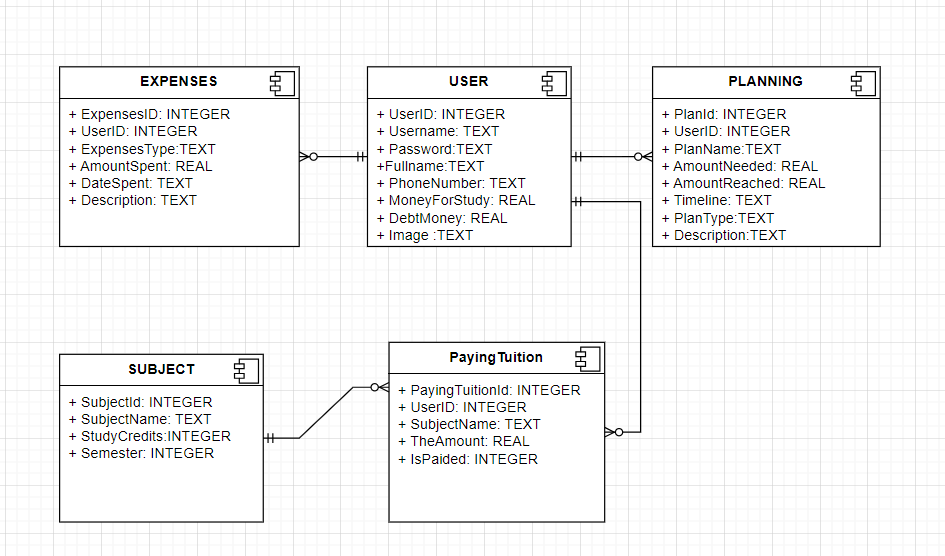 EXPENSES
+ ExpensesID: INTEGER
+ UserID: INTEGER
+ ExpensesType:TEXT
+ AmountSpent: REAL
+ DateSpent: TEXT
+ Description: TEXT
USER
+ UserID: INTEGER
+ Username: TEXT
+ Password:TEXT
+Fullname:TEXT
+ PhoneNumber: TEXT
+ MoneyForStudy: REAL
+ DebtMoney: REAL
+ Image :TEXT
PLANNING
+ PlanId: INTEGER
+ UserID: INTEGER
+ PlanName:TEXT
+ AmountNeeded: REAL
+ AmountReached: REAL
+ Timeline: TEXT
+ PlanType:TEXT
+ Description:TEXT
SUBJECT
+ SubjectId: INTEGER
+ SubjectName: TEXT
+ StudyCredits:INTEGER
+ Semester: INTEGER
PayingTuition
+ PayingTuitionId: INTEGER
+ UserID: INTEGER
+ SubjectName: TEXT
+ TheAmount: REAL
+ IsPaided: INTEGER